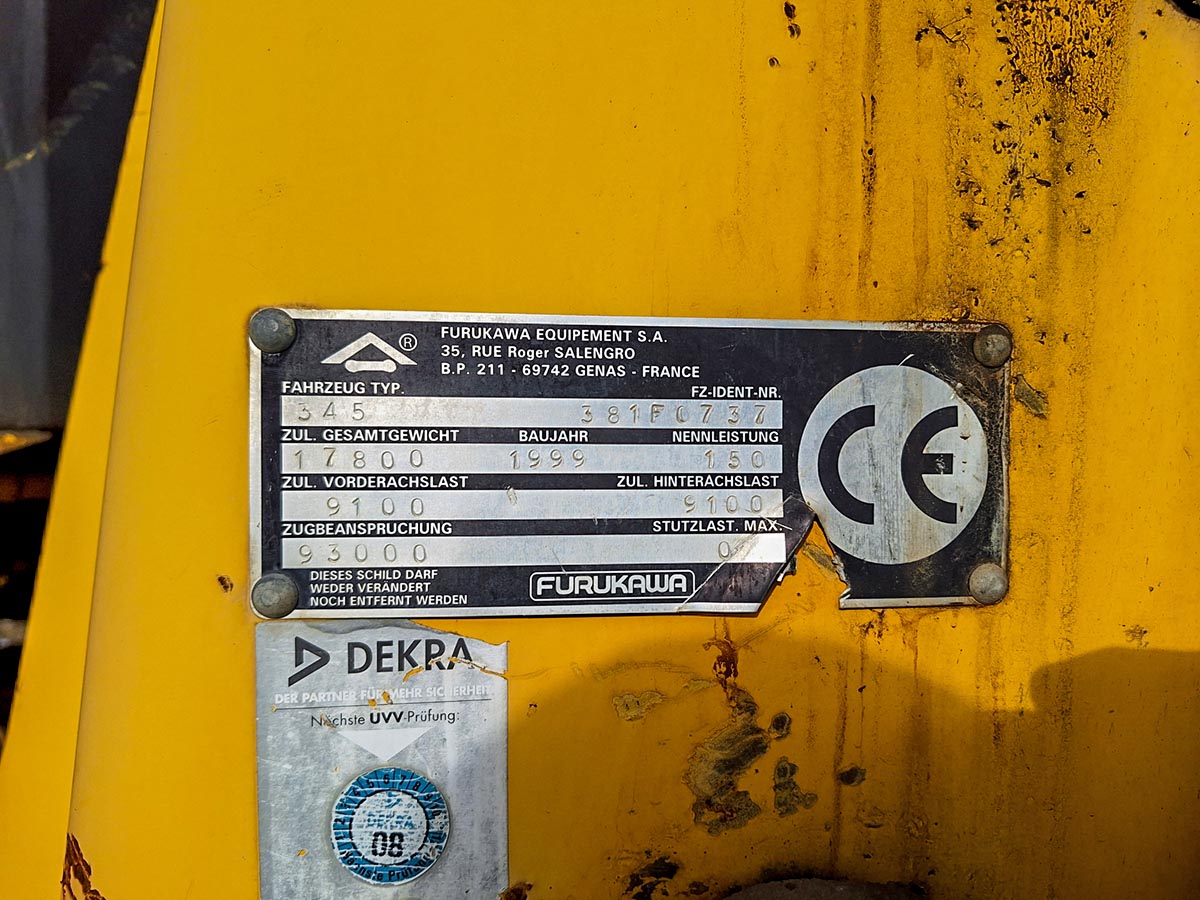 ®
FURUKAWA EQUIPEMENT S.A.
35, RUE Roger SALENGRO
B.P. 211 - 69742 GENAS - FRANCE
FAHRZEUG TYP. FZ-IDENT-NR.
345 381F0737
ZUL. GESAMTGEWICHT BAUJAHR NENNLEISTUNG
17800 1999 150
ZUL. VORDERACHSLAST ZUL. HINTERACHSLAST
9100 9100
ZUGBEANSPRUCHUNG STUTZLAST. MAX.
93000 0
DIESES SCHILD DARF
WEDER VERÄNDERT
NOCH ENTFERNT WERDEN
FURUKAWA
CE
DEKRA
DER PARTNER FÜR MEHR SICHERHEIT
Nächste UVV-Prüfung:
DEKRA
08